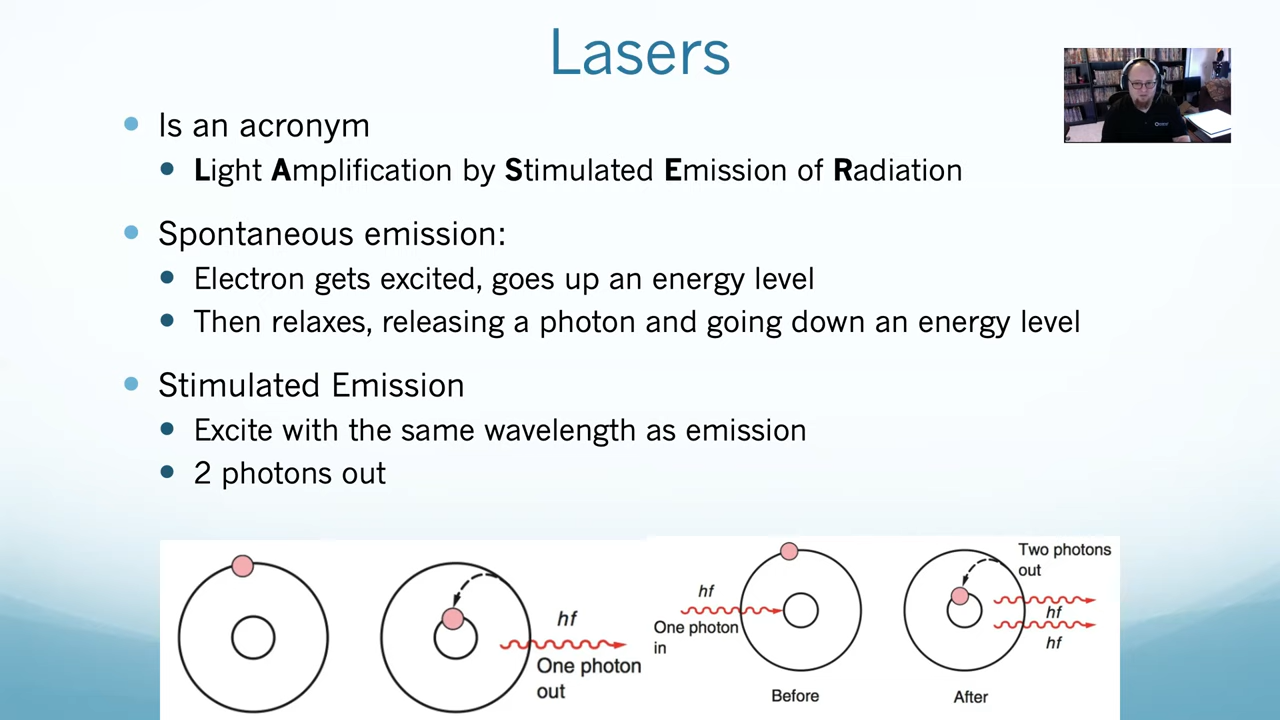 Lasers
Is an acronym
Light Amplification by Stimulated Emission of Radiation
Spontaneous emission:
Electron gets excited, goes up an energy level
Then relaxes, releasing a photon and going down an energy level
Stimulated Emission
Excite with the same wavelength as emission
2 photons out
hf
One photon
out
hf
One photon
in
Before
Two photons
out
hf
hf
After